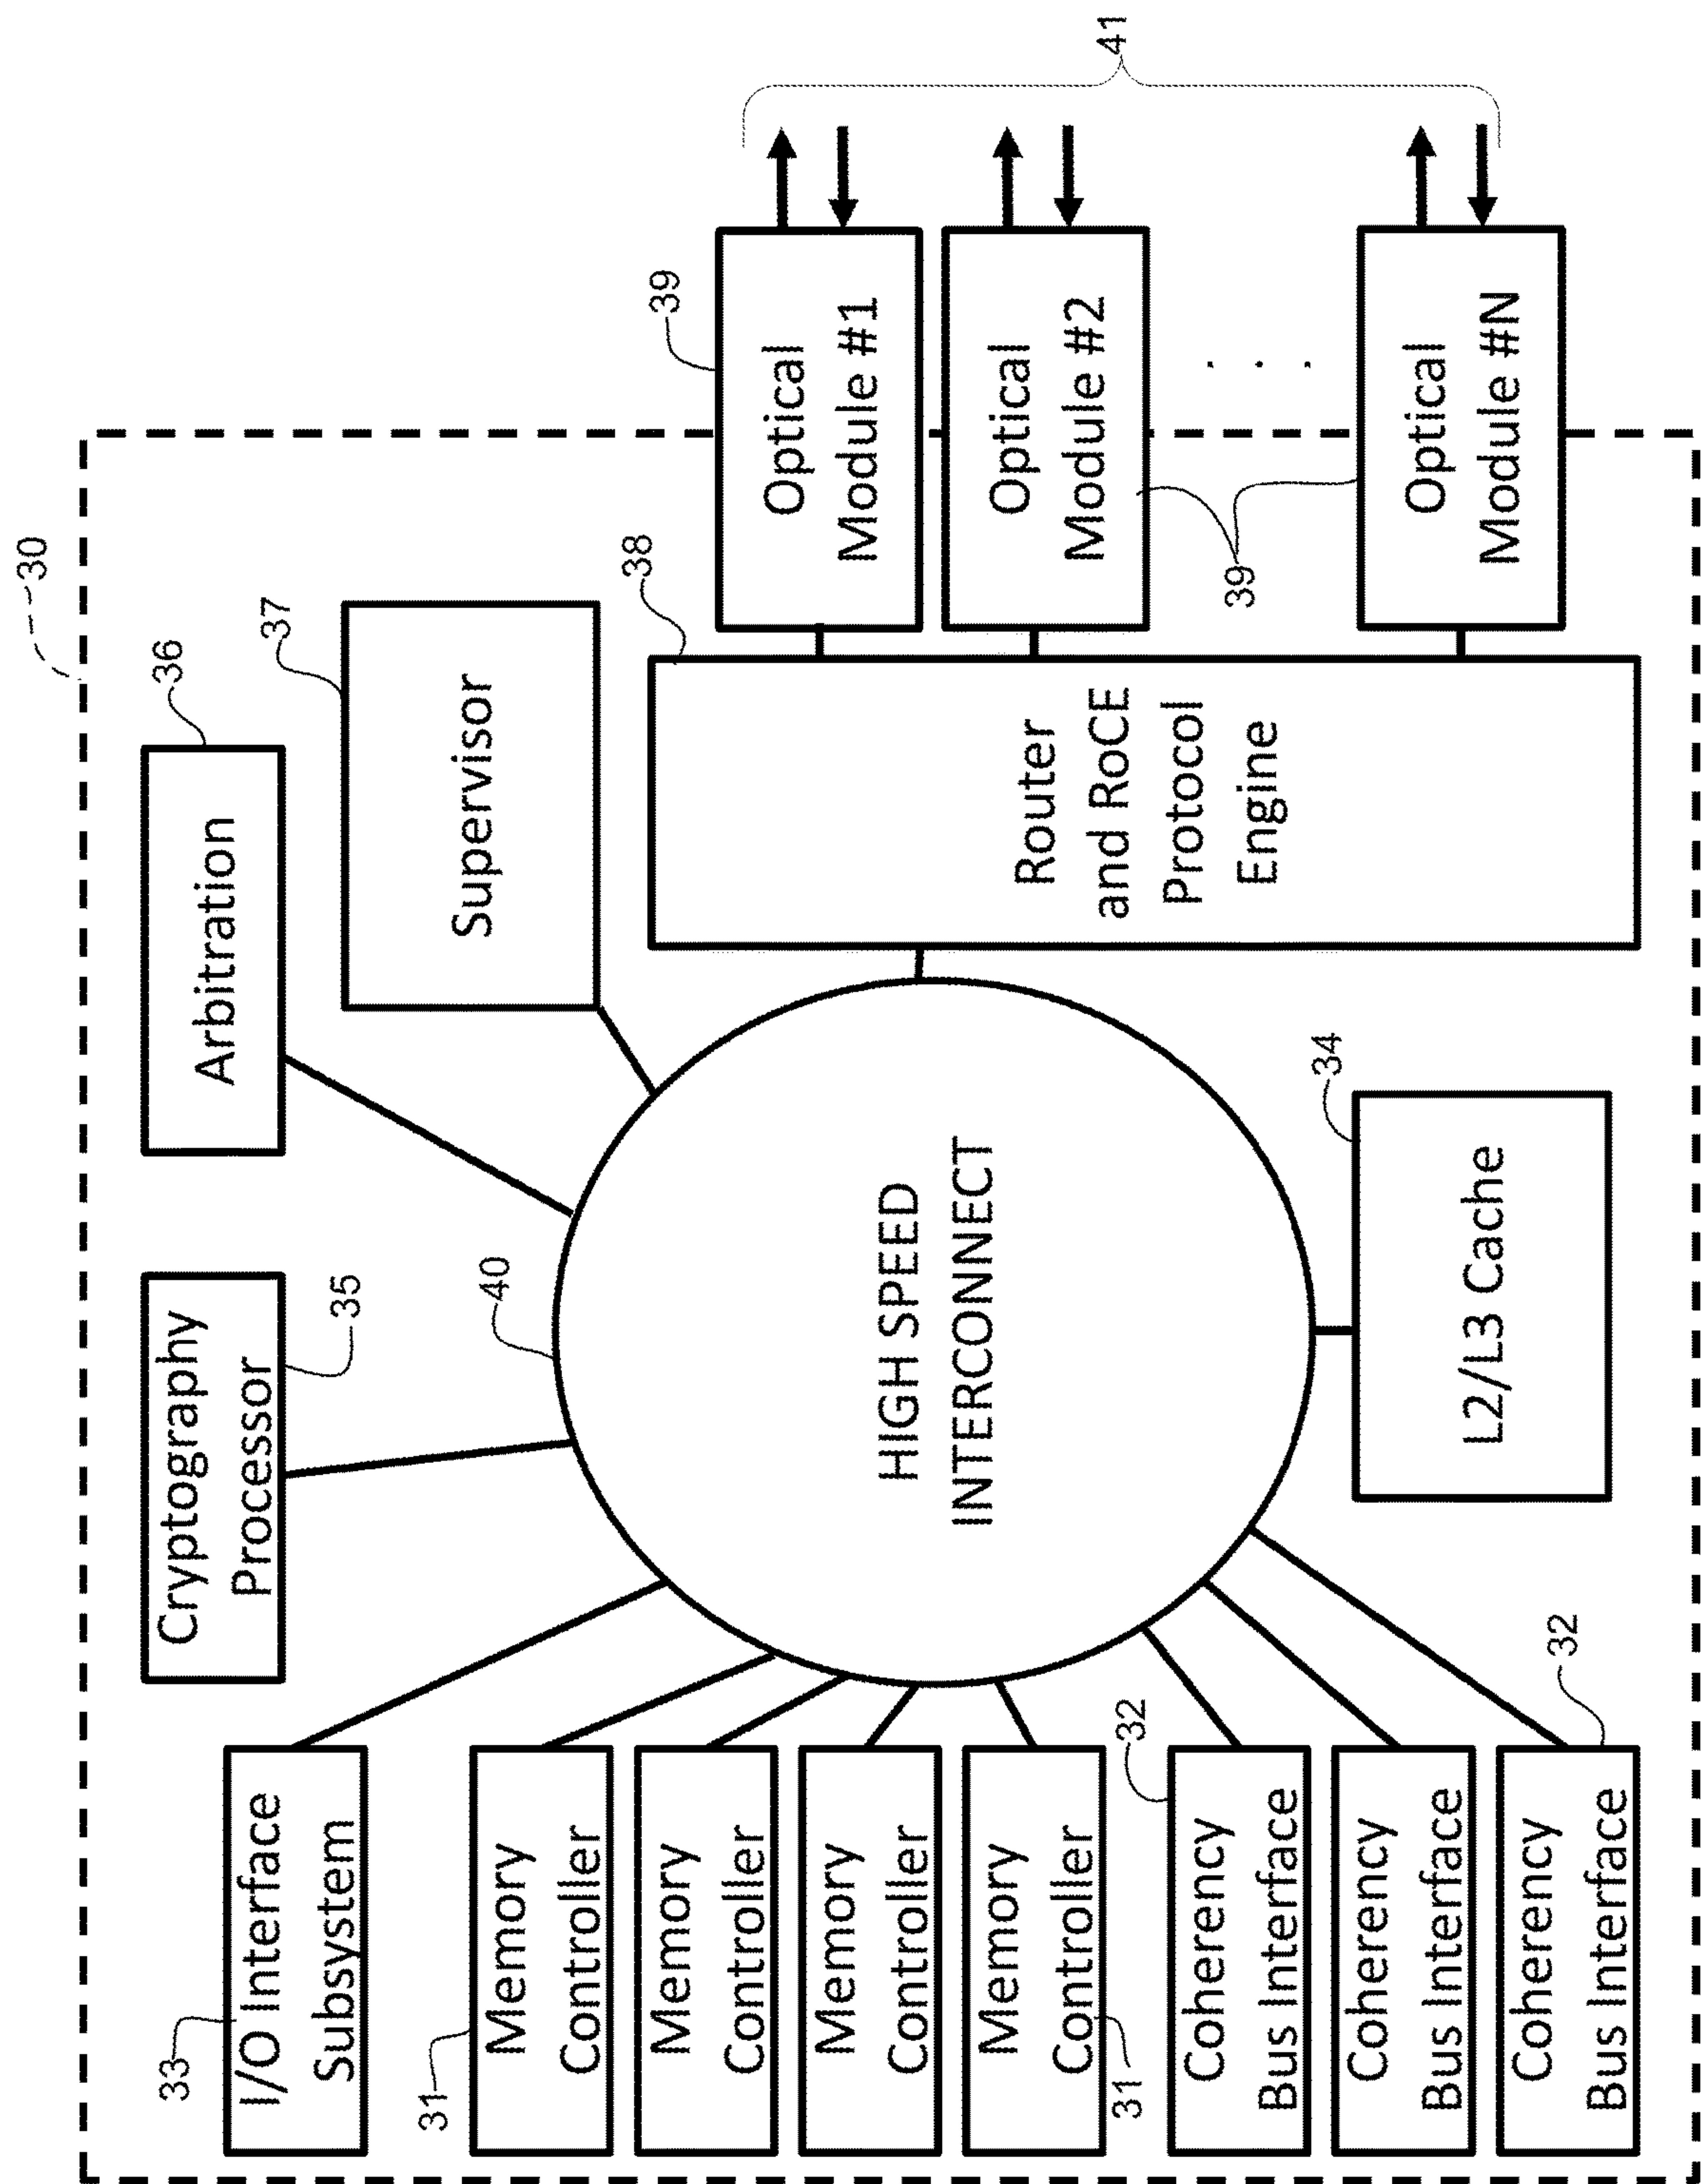 30
33
I/O Interface
Subsystem
Cryptography
Processor
35
Arbitration
36
37
Supervisor
31
Memory
Controller
Memory
Controller
Memory
Controller
Memory
Controller
31
40
HIGH SPEED
INTERCONNECT
38
Router
and RoCE
Protocol
Engine
39
Optical
Module #1
Optical
Module #2
. . .
39
Optical
Module #N
41
32
Coherency
Bus Interface
Coherency
Bus Interface
Coherency
Bus Interface
32
34
L2/L3 Cache